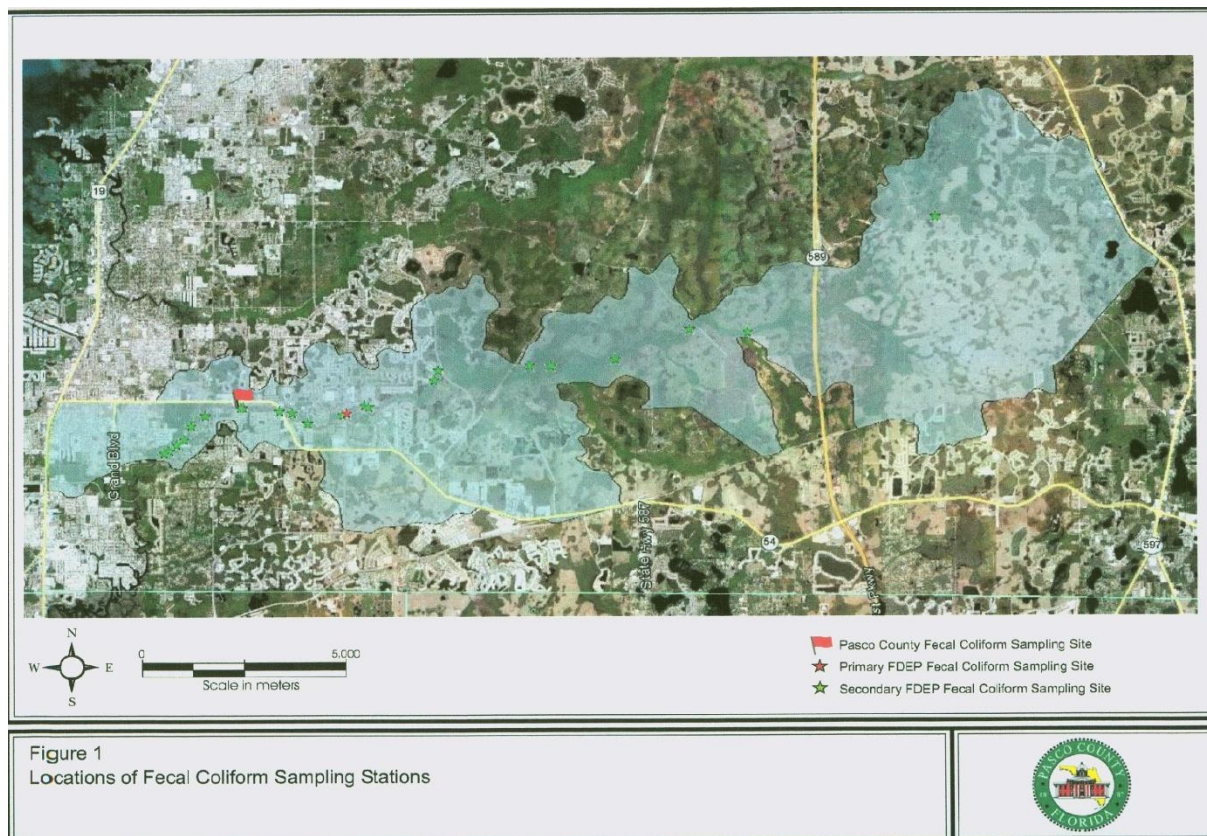 19
589
Grand Blvd
State Hwy 587
54
597
N
W
E
S
0
5,000
Scale in meters
Pasco County Fecal Coliform Sampling Site
Primary FDEP Fecal Coliform Sampling Site
Secondary FDEP Fecal Coliform Sampling Site
Figure 1
Locations of Fecal Coliform Sampling Stations
PASCO COUNTY
18 87
FLORIDA